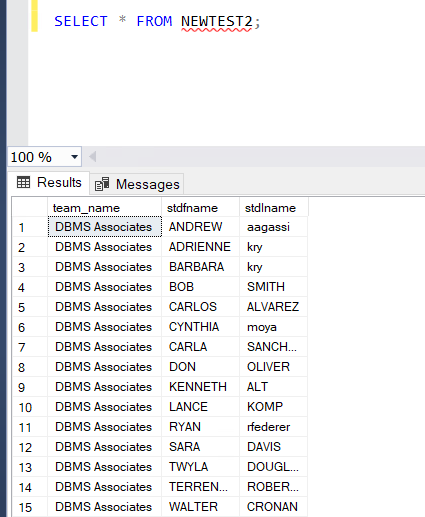 SELECT * FROM NEWTEST2;
100 %
Results Messages
team_name stdfname stdlname
1 DBMS Associates ANDREW aagassi
2 DBMS Associates ADRIENNE kry
3 DBMS Associates BARBARA kry
4 DBMS Associates BOB SMITH
5 DBMS Associates CARLOS ALVAREZ
6 DBMS Associates CYNTHIA moya
7 DBMS Associates CARLA SANCH...
8 DBMS Associates DON OLIVER
9 DBMS Associates KENNETH ALT
10 DBMS Associates LANCE KOMP
11 DBMS Associates RYAN rfederer
12 DBMS Associates SARA DAVIS
13 DBMS Associates TWYLA DOUGL...
14 DBMS Associates TERREN... ROBER...
15 DBMS Associates WALTER CRONAN